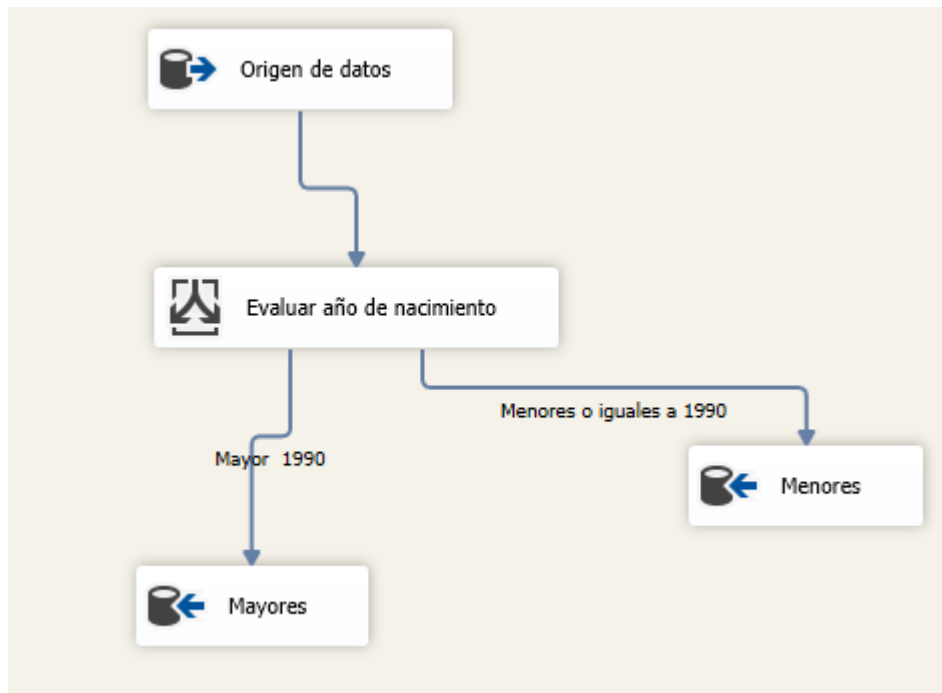 Origen de datos
Evaluar año de nacimiento
Menores o iguales a 1990
Mayor 1990
Menores
Mayores